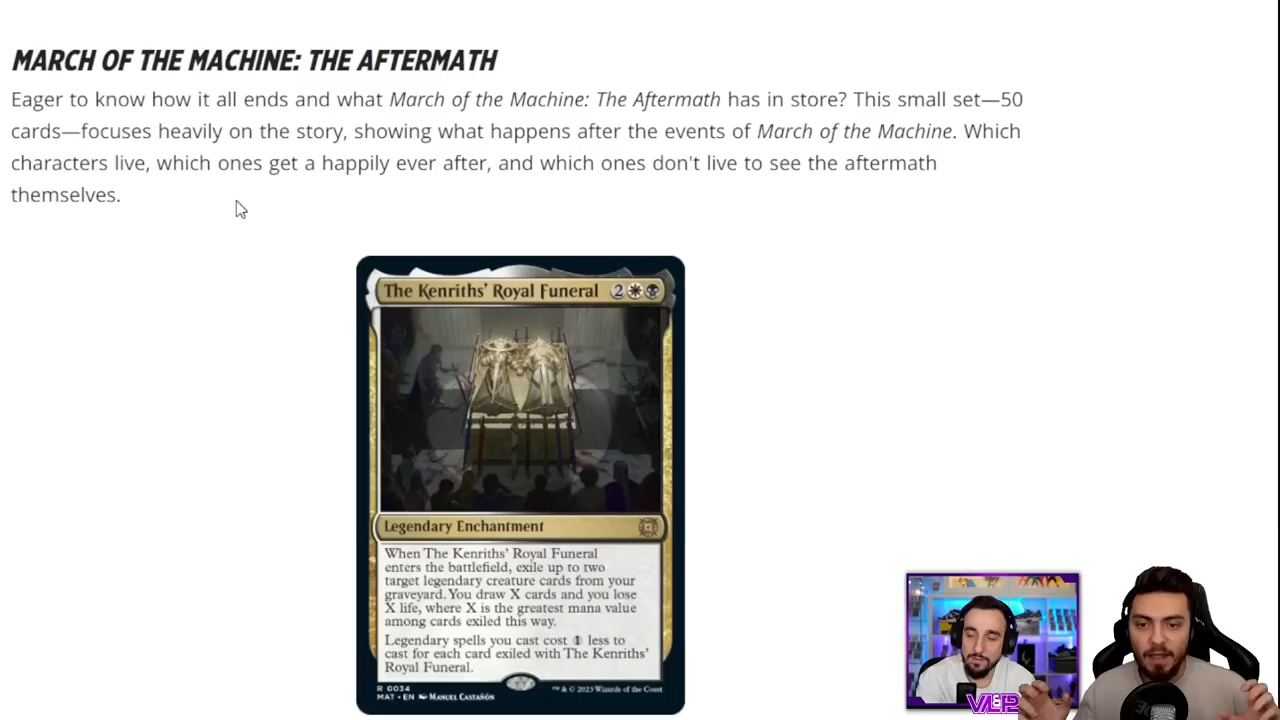 MARCH OF THE MACHINE: THE AFTERMATH
Eager to know how it all ends and what March of the Machine: The Aftermath has in store? This small set—50
cards—focuses heavily on the story, showing what happens after the events of March of the Machine. Which
characters live, which ones get a happily ever after, and which ones don't live to see the aftermath
themselves.
The Kenriths' Royal Funeral 2
Legendary Enchantment
When The Kenriths' Royal Funeral
enters the battlefield, exile up to two
target legendary creature cards from your
graveyard. You draw X cards and you lose
X life, where X is the greatest mana value
among cards exiled this way.
Legendary spells you cast cost 1 less to
cast for each card exiled with The Kenriths'
Royal Funeral.
R 0034
MAT • EN MANUEL CASTAÑÓN
™ & © 2023 Wizards of the Coast